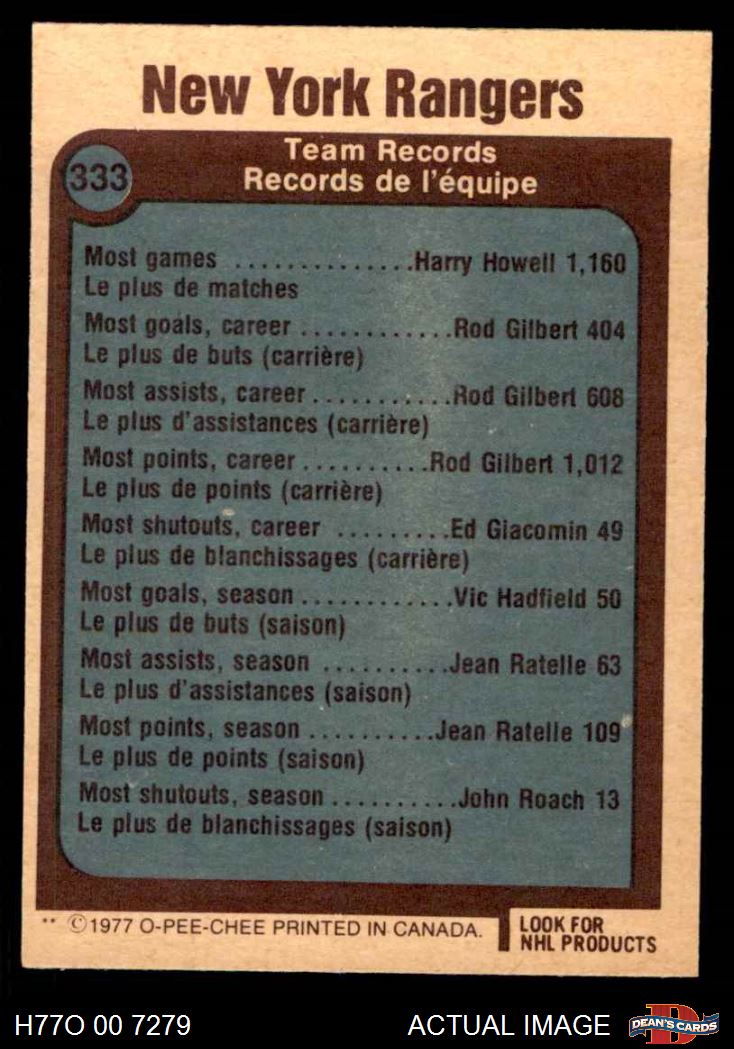 New York Rangers
333
Team Records
Records de l'équipe
Most games ..............Harry Howell 1,160
Le plus de matches
Most goals, career ............Rod Gilbert 404
Le plus de buts (carrière)
Most assists, career...........Rod Gilbert 608
Le plus d'assistances (carrière)
Most points, career ..........Rod Gilbert 1,012
Le plus de points (carrière)
Most shutouts, career .........Ed Giacomin 49
Le plus de blanchissages (carrière)
Most goals, season ............Vic Hadfield 50
Le plus de buts (saison)
Most assists, season ..........Jean Ratelle 63
Le plus d'assistances (saison)
Most points, season ..........Jean Ratelle 109
Le plus de points (saison)
Most shutouts, season ..........John Roach 13
Le plus de blanchissages (saison)
** ©1977 O-PEE-CHEE PRINTED IN CANADA.
LOOK FOR
NHL PRODUCTS
H77O 00 7279
ACTUAL IMAGE
D
DEAN'S CARDS